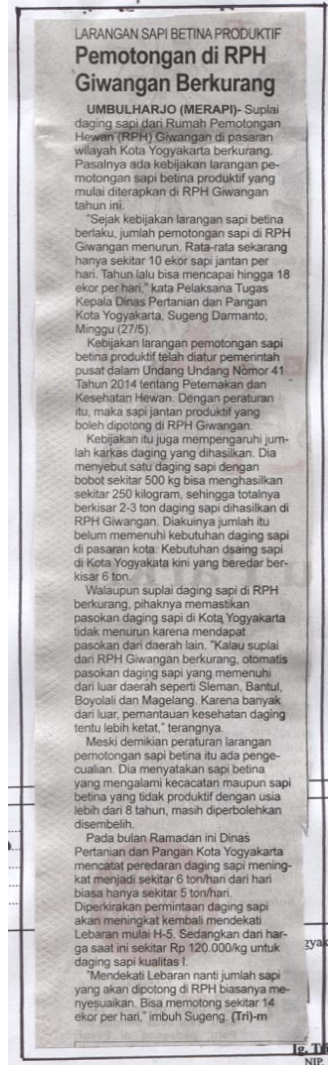 LARANGAN SAPI BETINA PRODUKTIF
Pemotongan di RPH
Giwangan Berkurang
UMBULHARJO (MERAPI)- Suplai
daging sapi dari Rumah Pemotongan
Hewan (RPH) Giwangan di pasaran
wilayah Kota Yogyakarta berkurang.
Pasalnya ada kebijakan larangan pe-
motongan sapi betina produktif yang
mulai diterapkan di RPH Giwangan
tahun ini.
"Sejak kebijakan larangan sapi betina
berlaku, jumlah pemotongan sapi di RPH
Giwangan menurun. Rata-rata sekarang
hanya sekitar 10 ekor sapi jantan per
hari. Tahun lalu bisa mencapai hingga 18
ekor per hari," kata Pelaksana Tugas
Kepala Dinas Pertanian dan Pangan
Kota Yogyakarta, Sugeng Darmanto,
Minggu (27/5).
Kebijakan larangan pemotongan sapi
betina produktif telah diatur pemerintah
pusat dalam Undang Undang Nomor 41
Tahun 2014 tentang Peternakan dan
Kesehatan Hewan. Dengan peraturan
itu, maka sapi jantan produktif yang
boleh dipotong di RPH Giwangan.
Kebijakan itu juga mempengaruhi jum-
lah karkas daging yang dihasilkan. Dia
menyebut satu daging sapi dengan
bobot sekitar 500 kg bisa menghasilkan
sekitar 250 kilogram, sehingga totalnya
berkisar 2-3 ton daging sapi dihasilkan di
RPH Giwangan. Diakuinya jumlah itu
belum memenuhi kebutuhan daging sapi
di pasaran kota. Kebutuhan dsaing sapi
di Kota Yogyakata kini yang beredar ber-
kisar 6 ton.
Walaupun suplai daging sapi di RPH
berkurang, pihaknya memastikan
pasokan daging sapi di Kota Yogyakarta
tidak menurun karena mendapat
pasokan dari daerah lain. "Kalau suplai
dari RPH Giwangan berkurang, otomatis
pasokan daging sapi yang memenuhi
dari luar daerah seperti Sleman, Bantul,
Boyolali dan Magelang. Karena banyak
dari luar, pemantauan kesehatan daging
tentu lebih ketat," terangnya.
Meski demikian peraturan larangan
pemotongan sapi betina itu ada penge-
cualian. Dia menyatakan sapi betina
yang mengalami kecacatan maupun sapi
betina yang tidak produktif dengan usia
lebih dari 8 tahun, masih diperbolehkan
disembelih.
Pada bulan Ramadan ini Dinas
Pertanian dan Pangan Kota Yogyakarta
mencatat peredaran daging sapi mening-
kat menjadi sekitar 6 ton/hari dari hari
biasa hanya sekitar 5 ton/hari.
Diperkirakan permintaan daging sapi
akan meningkat kembali mendekati
Lebaran mulai H-5. Sedangkan dari har-
ga saat ini sekitar Rp 120.000/kg untuk
daging sapi kualitas I.
"Mendekati Lebaran nanti jumlah sapi
yang akan dipotong di RPH biasanya me-
nyesuaikan. Bisa memotong sekitar 14
ekor per hari," imbuh Sugeng. (Tri)-m
NIP.